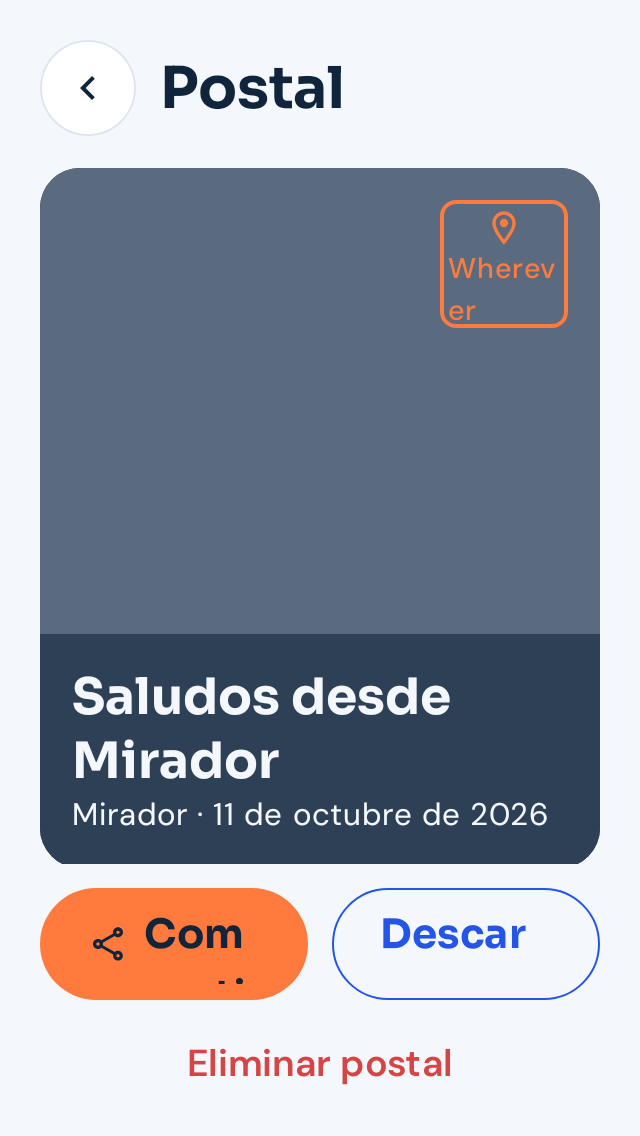 Postal
Wherev
er
Saludos desde
Mirador
Mirador · 11 de octubre de 2026
Com
Descar
Eliminar postal